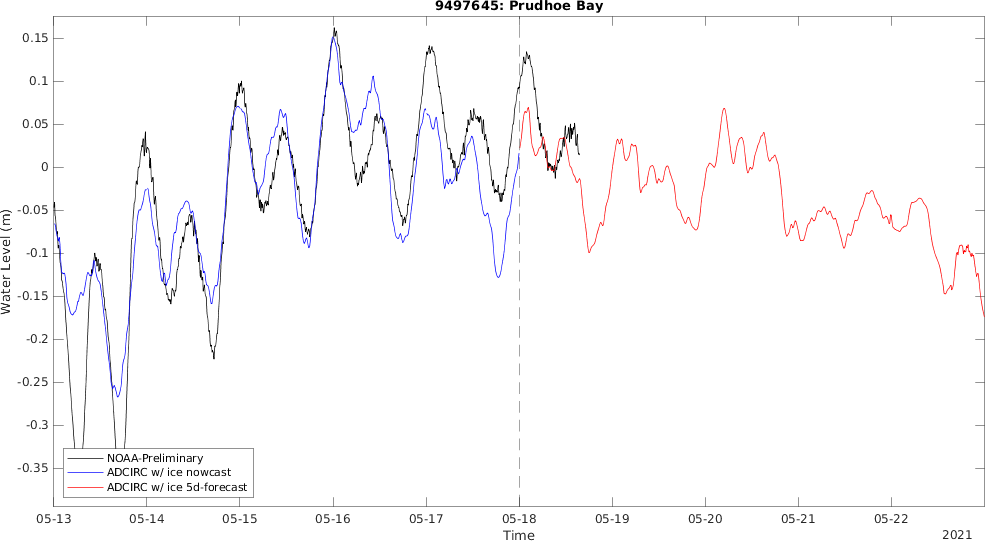 9497645: Prudhoe Bay
0.15
0.1
0.05
0
-0.05
-0.1
-0.15
-0.2
-0.25
-0.3
-0.35
Water Level (m)
NOAA-Preliminary
ADCIRC w/ ice nowcast
ADCIRC w/ ice 5d-forecast
05-13 05-14 05-15 05-16 05-17 05-18 05-19 05-20 05-21 05-22
Time
2021